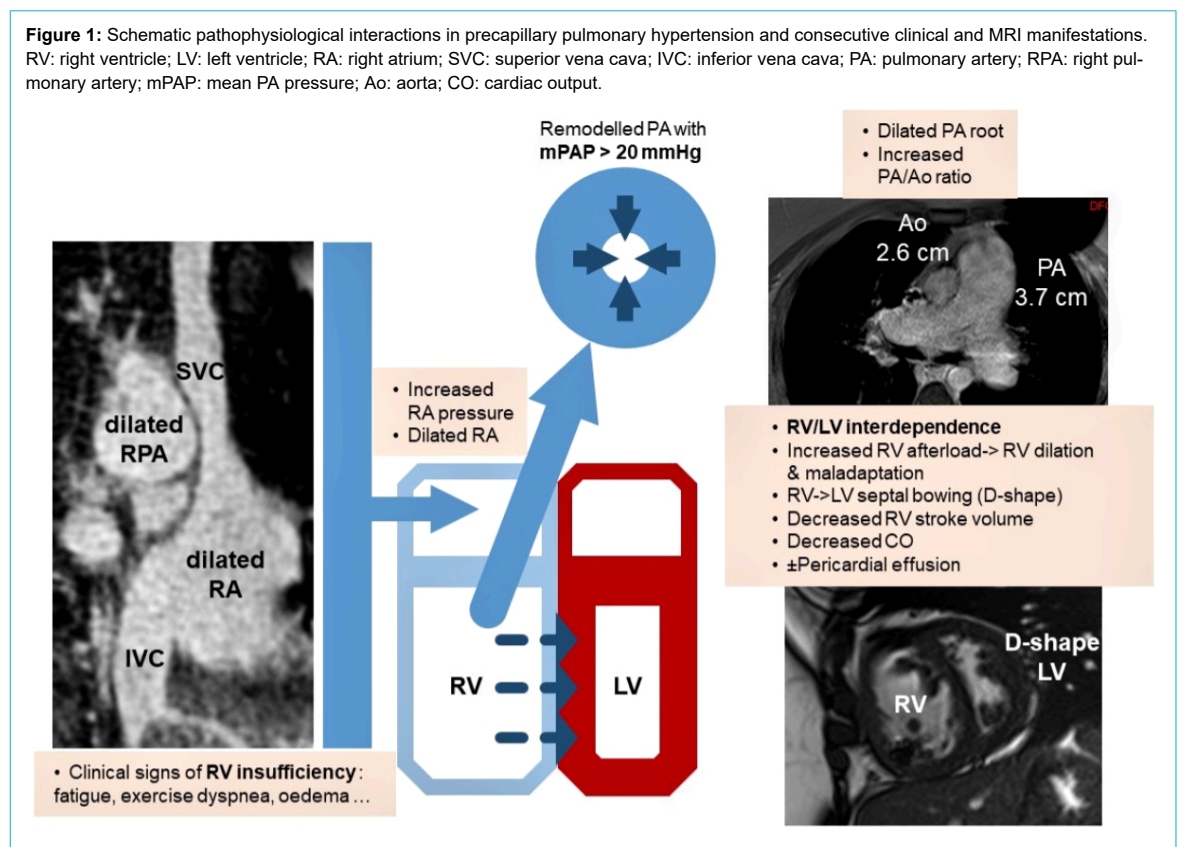 Figure 1: Schematic pathophysiological interactions in precapillary pulmonary hypertension and consecutive clinical and MRI manifestations.
RV: right ventricle; LV: left ventricle; RA: right atrium; SVC: superior vena cava; IVC: inferior vena cava; PA: pulmonary artery; RPA: right pul-
monary artery; mPAP: mean PA pressure; Ao: aorta; CO: cardiac output.
Remodelled PA with
mPAP > 20 mmHg
• Dilated PA root
• Increased
PA/Ao ratio
Ao
2.6 cm
PA
3.7 cm
SVC
dilated
RPA
dilated
RA
IVC
• Increased
RA pressure
• Dilated RA
• RV/LV interdependence
• Increased RV afterload-> RV dilation
& maladaptation
• RV->LV septal bowing (D-shape)
• Decreased RV stroke volume
• Decreased CO
• ±Pericardial effusion
RV
LV
D-shape
LV
RV
• Clinical signs of RV insufficiency:
fatigue, exercise dyspnea, oedema ...